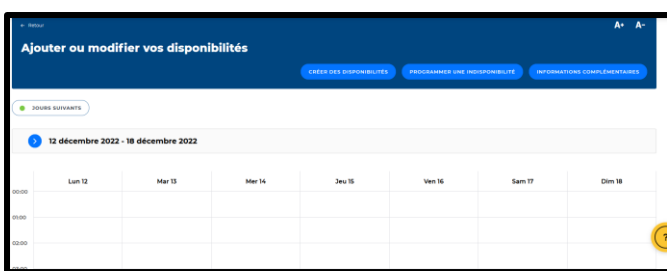 ← Retour
A+ A-
Ajouter ou modifier vos disponibilités
CRÉER DES DISPONIBILITÉS PROGRAMMER UNE INDISPONIBILITÉ INFORMATIONS COMPLÉMENTAIRES
JOURS SUIVANTS
12 décembre 2022 - 18 décembre 2022
Lun 12 Mar 13 Mer 14 Jeu 15 Ven 16 Sam 17 Dim 18
00:00
01:00
02:00
03:00
?